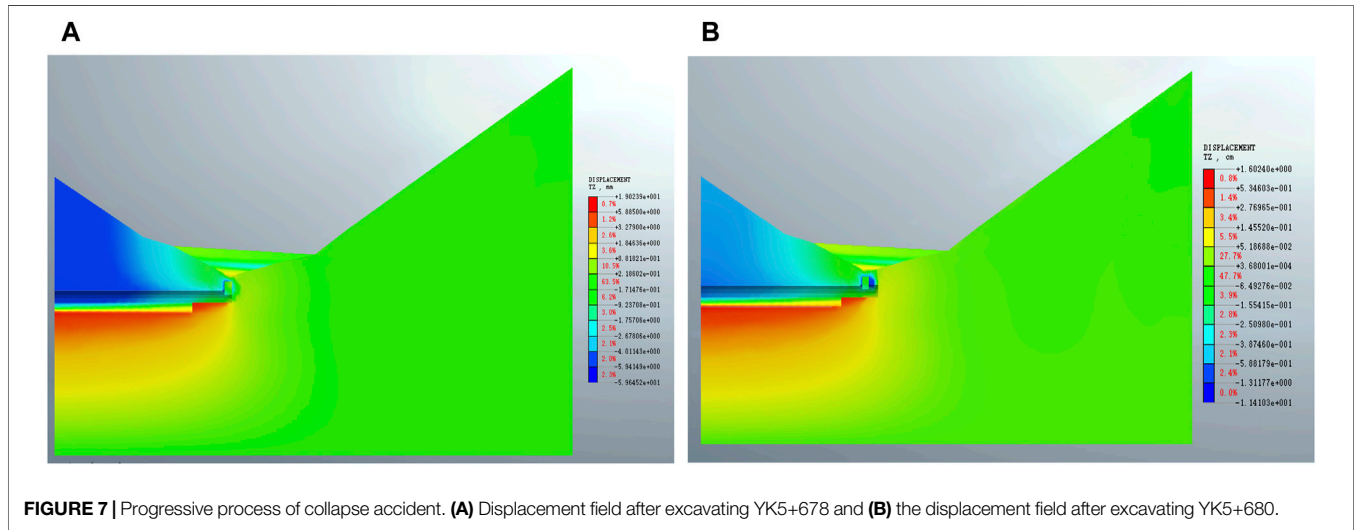 A
B
DISPLACEMENT
TZ , mm
+1.90239e+001
0.7%
+5.88500e+000
1.2%
+3.27900e+000
2.6%
+1.84636e+000
3.6%
+8.81821e-001
10.5%
+2.18602e-001
63.5%
-1.71476e-001
6.2%
-9.23708e-001
3.0%
-1.75706e+000
2.5%
-2.67806e+000
2.1%
-4.01343e+000
2.0%
-5.94149e+000
2.3%
-5.96452e+001
DISPLACEMENT
TZ , cm
+1.60240e+000
0.8%
+5.34603e-001
1.4%
+2.76965e-001
3.4%
+1.45520e-001
5.5%
+5.18688e-002
27.7%
+3.68001e-004
47.7%
-6.49276e-002
3.9%
-1.55415e-001
2.8%
-2.50980e-001
2.3%
-3.87460e-001
2.1%
-5.88179e-001
2.4%
-1.31177e+000
0.0%
-1.14103e+001
FIGURE 7 | Progressive process of collapse accident. (A) Displacement field after excavating YK5+678 and (B) the displacement field after excavating YK5+680.